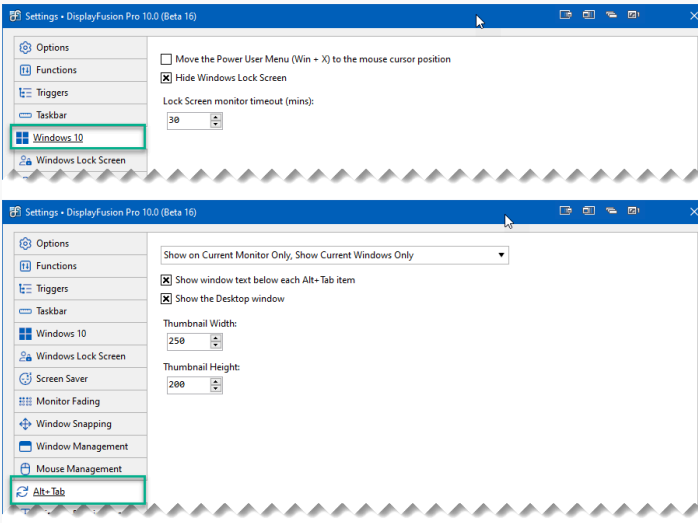 Settings • DisplayFusion Pro 10.0 (Beta 16)
Options
Functions
Triggers
Taskbar
Windows 10
Windows Lock Screen
Move the Power User Menu (Win + X) to the mouse cursor position
Hide Windows Lock Screen
Lock Screen monitor timeout (mins):
30
Settings • DisplayFusion Pro 10.0 (Beta 16)
Options
Functions
Triggers
Taskbar
Windows 10
Windows Lock Screen
Screen Saver
Monitor Fading
Window Snapping
Window Management
Mouse Management
Alt+Tab
Show on Current Monitor Only, Show Current Windows Only
Show window text below each Alt+Tab item
Show the Desktop window
Thumbnail Width:
250
Thumbnail Height:
200